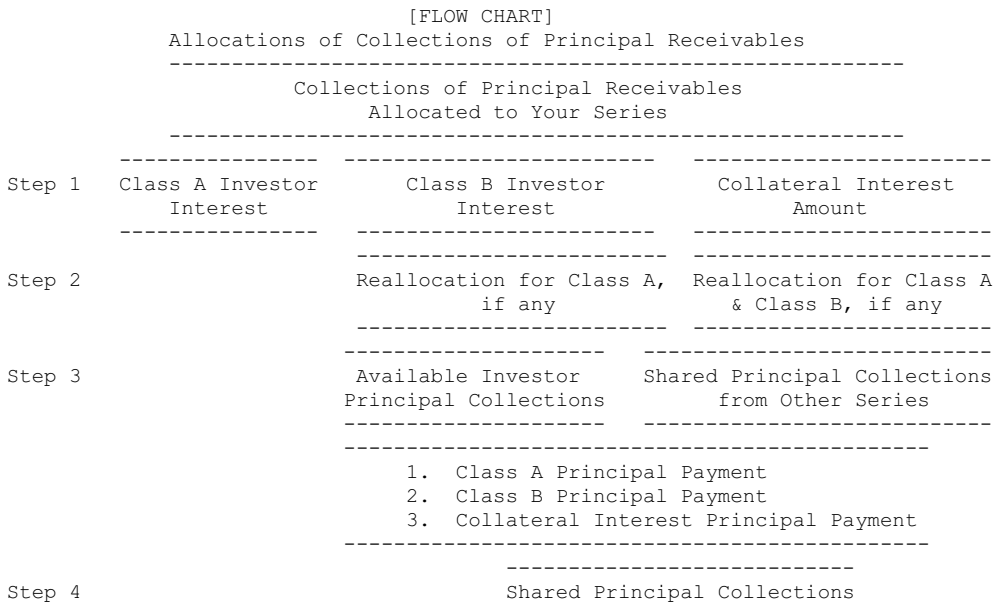 [FLOW CHART]
Allocations of Collections of Principal Receivables
------------------------------------------------------------
Collections of Principal Receivables
Allocated to Your Series
------------------------------------------------------------
---------------- ------------------------- ------------------------
Step 1 Class A Investor Class B Investor Collateral Interest
Interest Interest Amount
---------------- ------------------------ ------------------------
------------------------- ------------------------
Step 2 Reallocation for Class A, Reallocation for Class A
if any & Class B, if any
------------------------- ------------------------
--------------------- ----------------------------
Step 3 Available Investor Shared Principal Collections
Principal Collections from Other Series
--------------------- ----------------------------
-----------------------------------------------
1. Class A Principal Payment
2. Class B Principal Payment
3. Collateral Interest Principal Payment
-----------------------------------------------
----------------------------
Step 4 Shared Principal Collections